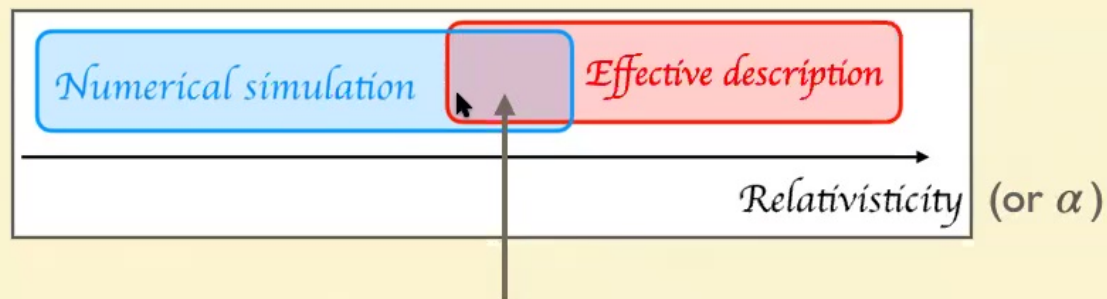 Numerical simulation
Effective description
Relativisticity (or α)